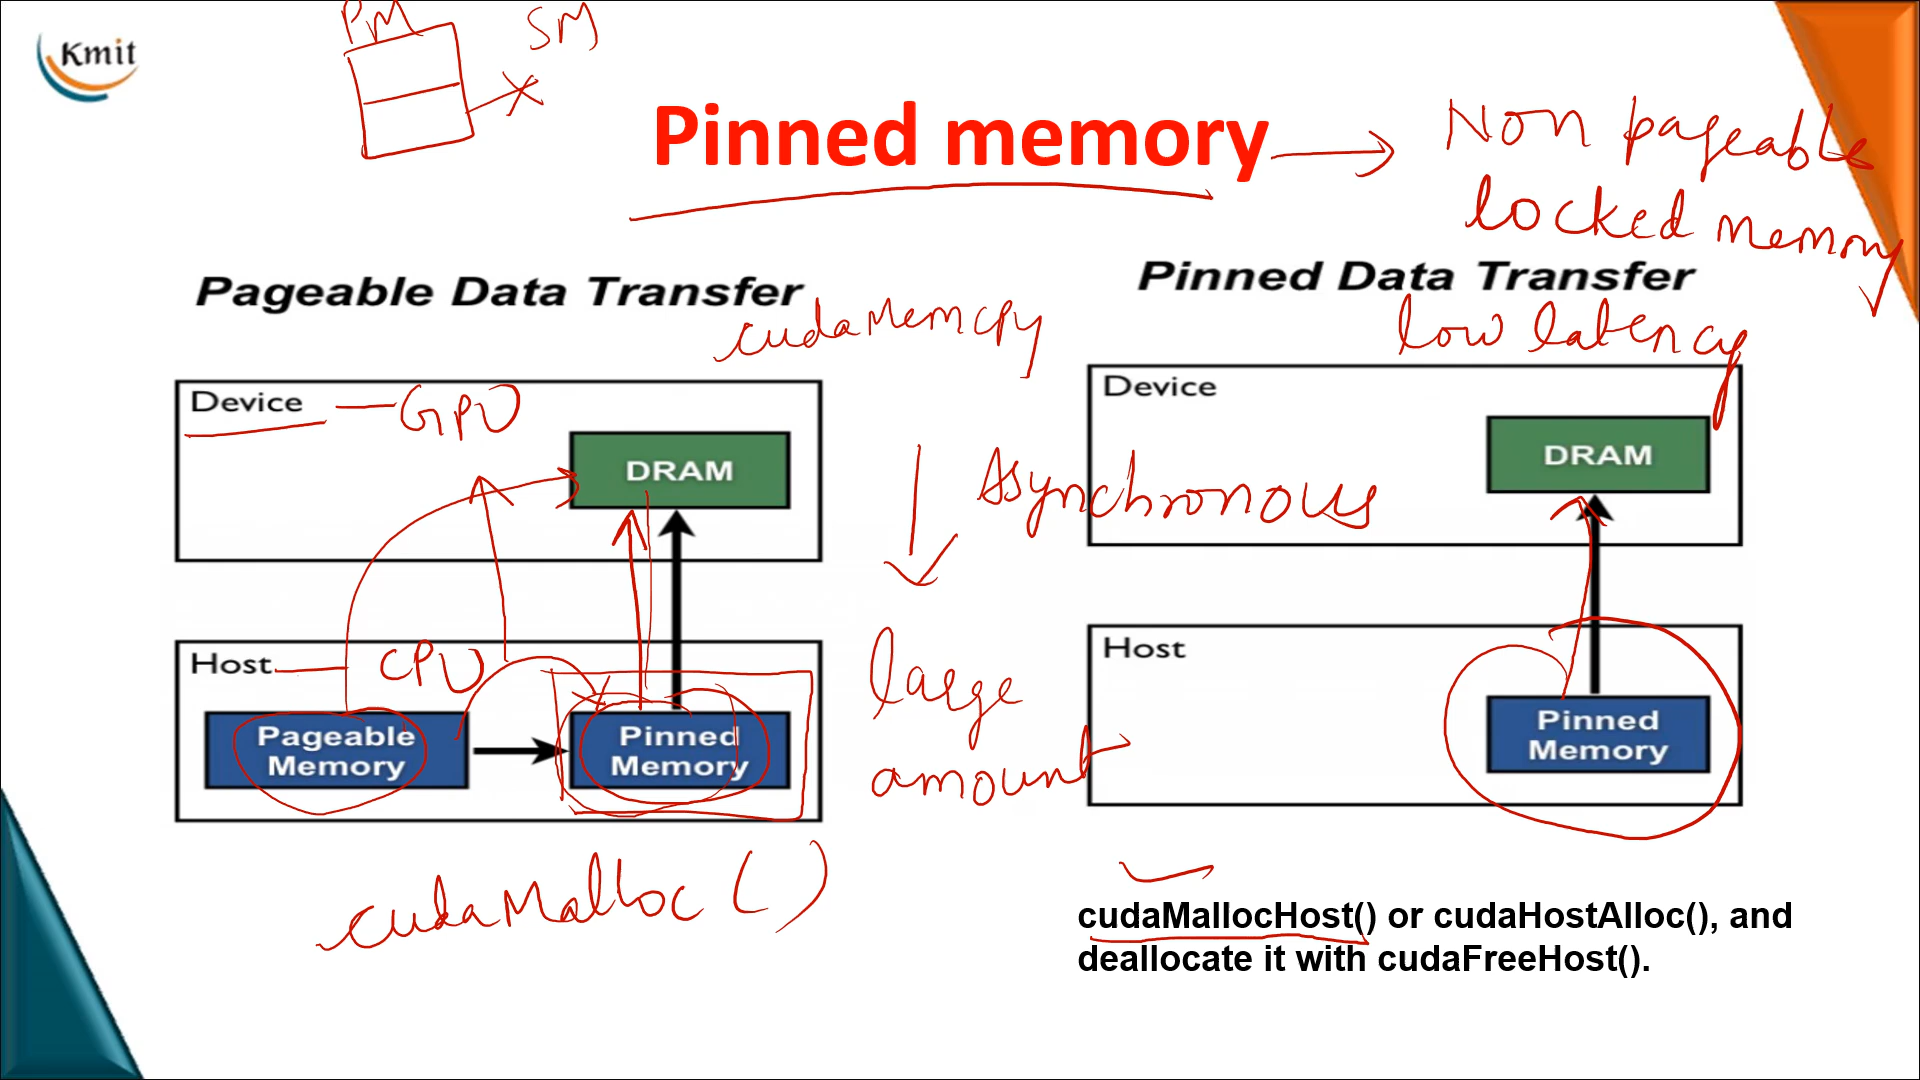 PM
SM
Kmit
Pinned memory
Non pageable
locked memory
Pageable Data Transfer
cudaMemcpy
Pinned Data Transfer
low latency
Device
GPU
DRAM
Asynchronous
Device
DRAM
Host
CPU
Pageable
Memory
Pinned
Memory
large
amount
Host
Pinned
Memory
cudaMalloc ( )
cudaMallocHost() or cudaHostAlloc(), and
deallocate it with cudaFreeHost().